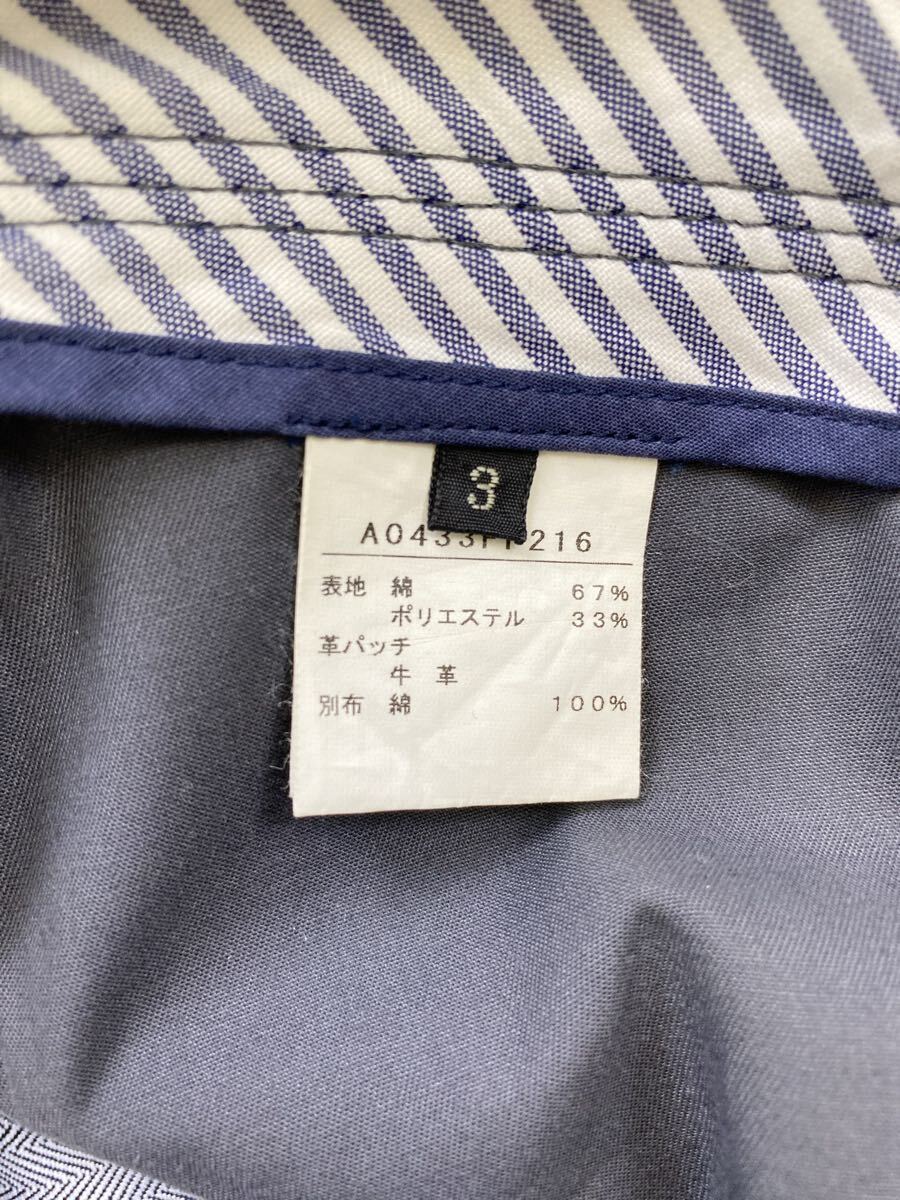 3
A0433FP216
表地 綿 67%
ポリエステル 33%
革パッチ
牛 革
別布 綿 100%